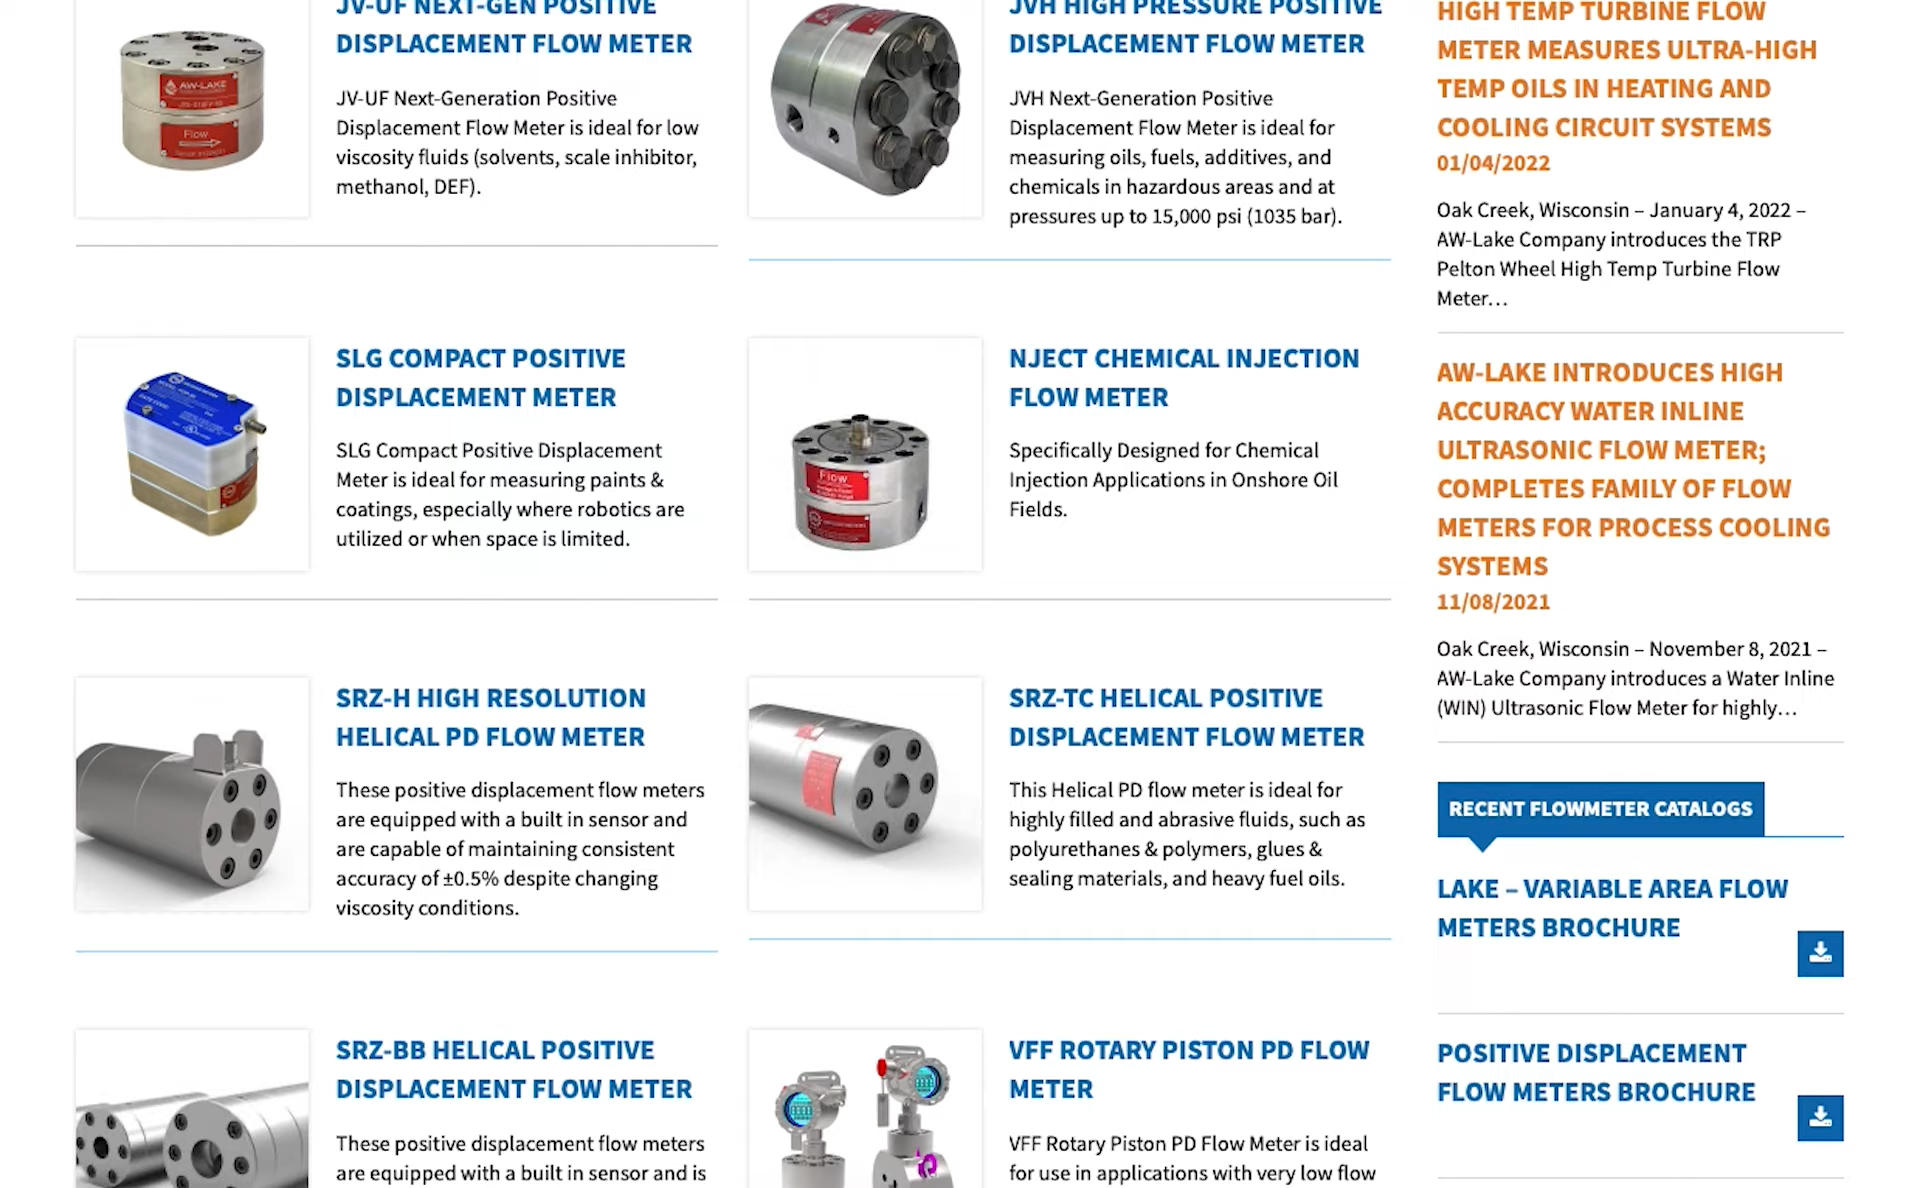 JV-UF NEXT-GEN POSITIVE
DISPLACEMENT FLOW METER
JV-UF Next-Generation Positive
Displacement Flow Meter is ideal for low
viscosity fluids (solvents, scale inhibitor,
methanol, DEF).
AW-LAKE
Flow
JVH HIGH PRESSURE POSITIVE
DISPLACEMENT FLOW METER
JVH Next-Generation Positive
Displacement Flow Meter is ideal for
measuring oils, fuels, additives, and
chemicals in hazardous areas and at
pressures up to 15,000 psi (1035 bar).
SLG COMPACT POSITIVE
DISPLACEMENT METER
SLG Compact Positive Displacement
Meter is ideal for measuring paints &
coatings, especially where robotics are
utilized or when space is limited.
NJECT CHEMICAL INJECTION
FLOW METER
Specifically Designed for Chemical
Injection Applications in Onshore Oil
Fields.
Flow
SRZ-H HIGH RESOLUTION
HELICAL PD FLOW METER
These positive displacement flow meters
are equipped with a built in sensor and
are capable of maintaining consistent
accuracy of ±0.5% despite changing
viscosity conditions.
SRZ-TC HELICAL POSITIVE
DISPLACEMENT FLOW METER
This Helical PD flow meter is ideal for
highly filled and abrasive fluids, such as
polyurethanes & polymers, glues &
sealing materials, and heavy fuel oils.
SRZ-BB HELICAL POSITIVE
DISPLACEMENT FLOW METER
These positive displacement flow meters
are equipped with a built in sensor and is
VFF ROTARY PISTON PD FLOW
METER
VFF Rotary Piston PD Flow Meter is ideal
for use in applications with very low flow
HIGH TEMP TURBINE FLOW
METER MEASURES ULTRA-HIGH
TEMP OILS IN HEATING AND
COOLING CIRCUIT SYSTEMS
01/04/2022
Oak Creek, Wisconsin – January 4, 2022 –
AW-Lake Company introduces the TRP
Pelton Wheel High Temp Turbine Flow
Meter…
AW-LAKE INTRODUCES HIGH
ACCURACY WATER INLINE
ULTRASONIC FLOW METER;
COMPLETES FAMILY OF FLOW
METERS FOR PROCESS COOLING
SYSTEMS
11/08/2021
Oak Creek, Wisconsin – November 8, 2021 –
AW-Lake Company introduces a Water Inline
(WIN) Ultrasonic Flow Meter for highly…
RECENT FLOWMETER CATALOGS
LAKE – VARIABLE AREA FLOW
METERS BROCHURE
POSITIVE DISPLACEMENT
FLOW METERS BROCHURE